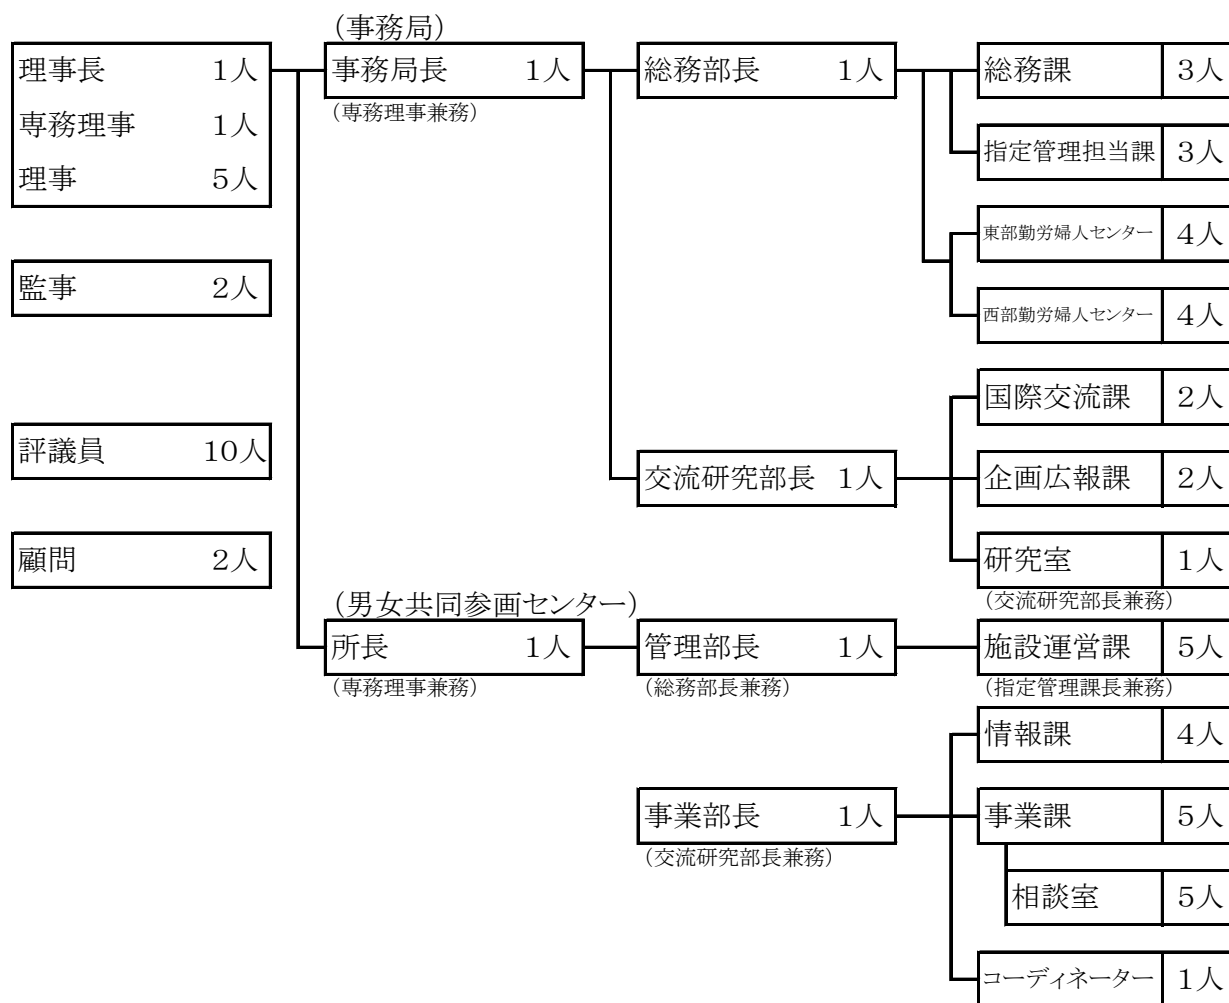 (事務局)
理事長 1人
専務理事 1人
理事 5人
監事 2人
評議員 10人
顧問 2人
事務局長 1人
(専務理事兼務)
総務部長 1人
総務課 3人
指定管理担当課 3人
東部勤労婦人センター 4人
西部勤労婦人センター 4人
交流研究部長 1人
国際交流課 2人
企画広報課 2人
研究室 1人
(交流研究部長兼務)
(男女共同参画センター)
所長 1人
(専務理事兼務)
管理部長 1人
(総務部長兼務)
施設運営課 5人
(指定管理課長兼務)
事業部長 1人
(交流研究部長兼務)
情報課 4人
事業課 5人
相談室 5人
コーディネーター 1人